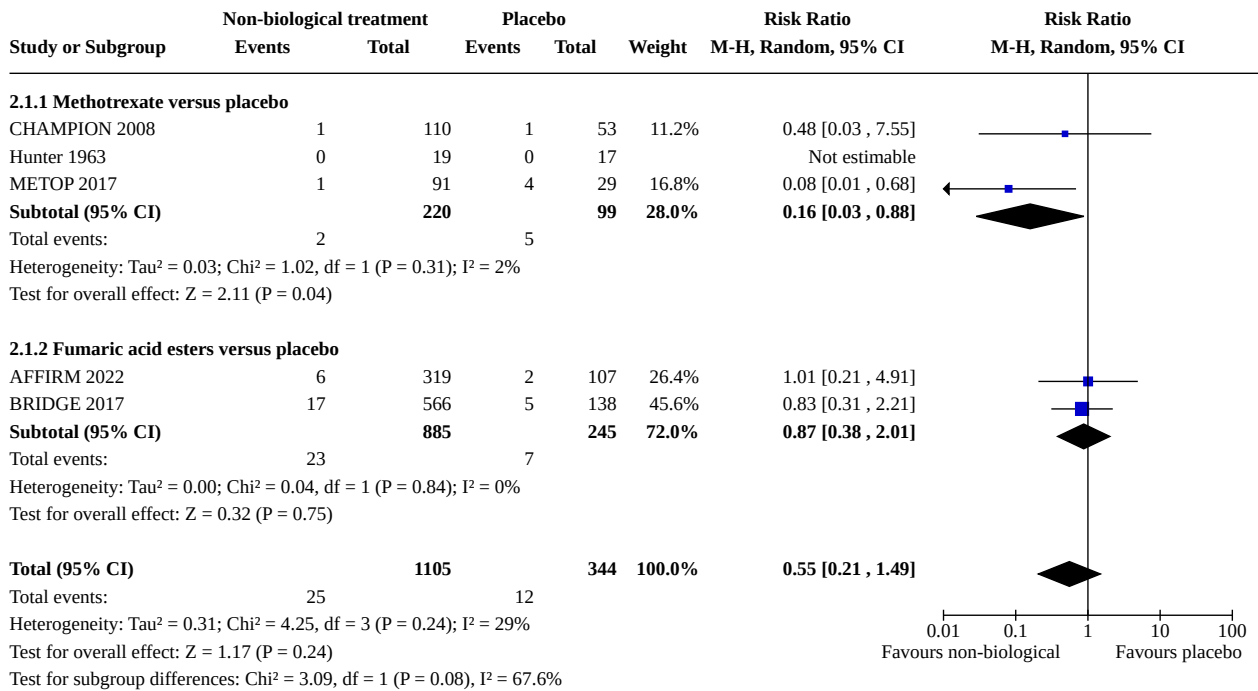 Non-biological treatment Placebo Risk Ratio Risk Ratio
Study or Subgroup Events Total Events Total Weight M-H, Random, 95% CI M-H, Random, 95% CI
2.1.1 Methotrexate versus placebo
CHAMPION 2008 1 110 1 53 11.2% 0.48 [0.03 , 7.55]
Hunter 1963 0 19 0 17 Not estimable
METOP 2017 1 91 4 29 16.8% 0.08 [0.01 , 0.68]
Subtotal (95% CI) 220 99 28.0% 0.16 [0.03 , 0.88]
Total events: 2 5
Heterogeneity: Tau² = 0.03; Chi² = 1.02, df = 1 (P = 0.31); I² = 2%
Test for overall effect: Z = 2.11 (P = 0.04)
2.1.2 Fumaric acid esters versus placebo
AFFIRM 2022 6 319 2 107 26.4% 1.01 [0.21 , 4.91]
BRIDGE 2017 17 566 5 138 45.6% 0.83 [0.31 , 2.21]
Subtotal (95% CI) 885 245 72.0% 0.87 [0.38 , 2.01]
Total events: 23 7
Heterogeneity: Tau² = 0.00; Chi² = 0.04, df = 1 (P = 0.84); I² = 0%
Test for overall effect: Z = 0.32 (P = 0.75)
Total (95% CI) 1105 344 100.0% 0.55 [0.21 , 1.49]
Total events: 25 12
Heterogeneity: Tau² = 0.31; Chi² = 4.25, df = 3 (P = 0.24); I² = 29%
Test for overall effect: Z = 1.17 (P = 0.24)
Test for subgroup differences: Chi² = 3.09, df = 1 (P = 0.08), I² = 67.6%
0.01 0.1 1 10 100
Favours non-biological Favours placebo